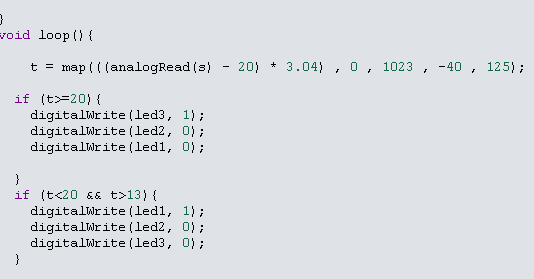 }
void loop(){
t = map(((analogRead(s) - 20) * 3.04) , 0 , 1023 , -40 , 125);
if (t>=20){
digitalWrite(led3, 1);
digitalWrite(led2, 0);
digitalWrite(led1, 0);
}
if (t<20 && t>13){
digitalWrite(led1, 1);
digitalWrite(led2, 0);
digitalWrite(led3, 0);
}